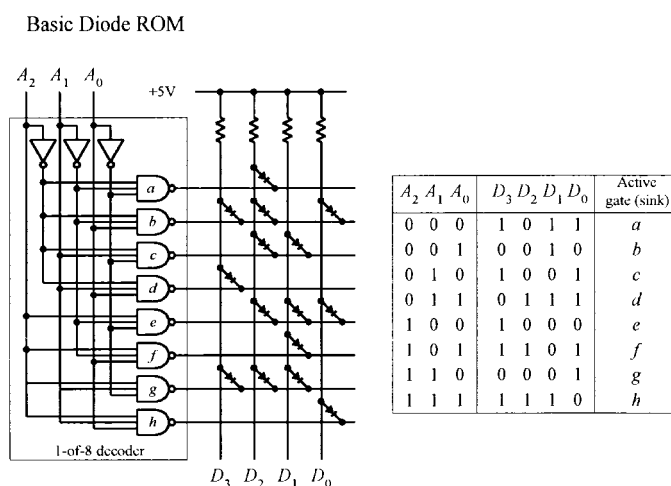 Basic Diode ROM
A2 A1 A0
+5V
a
b
c
d
e
f
g
h
1-of-8 decoder
D3 D2 D1 D0
A2 A1 A0 D3 D2 D1 D0 Active gate (sink)
0 0 0 1 0 1 1 a
0 0 1 0 0 1 0 b
0 1 0 1 0 0 1 c
0 1 1 0 1 1 1 d
1 0 0 1 0 0 0 e
1 0 1 1 1 0 1 f
1 1 0 0 0 0 1 g
1 1 1 1 1 1 0 h